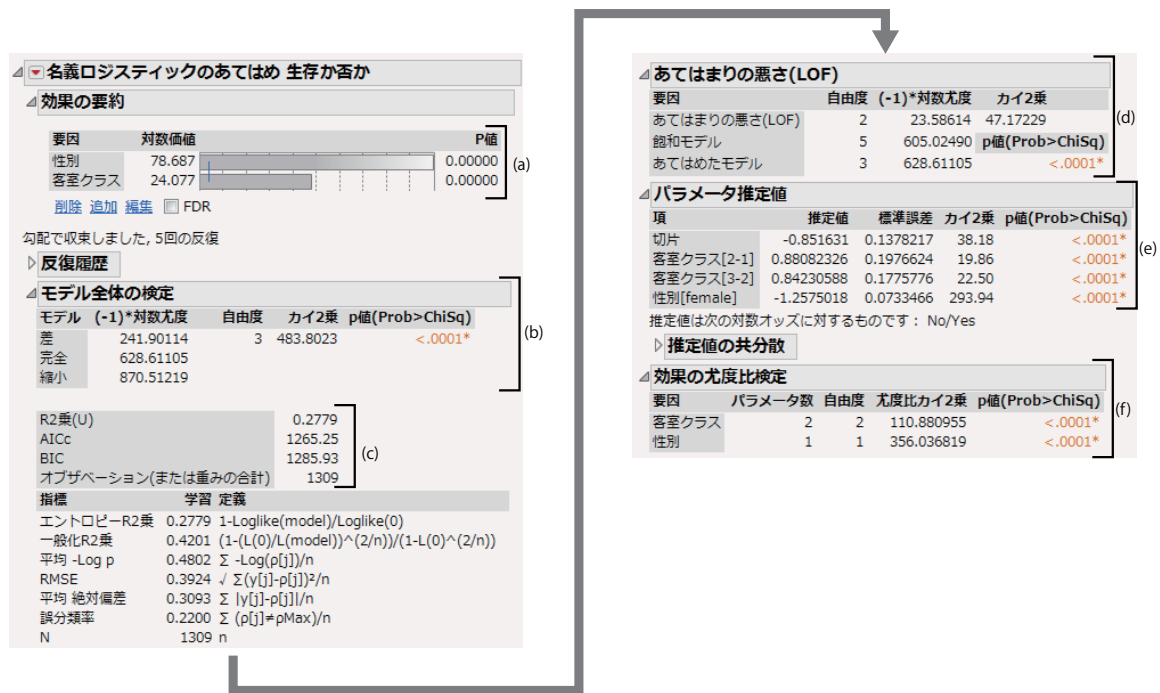 名義ロジスティックのあてはめ 生存か否か
効果の要約
要因 対数価値 P値
性別 78.687 0.00000
客室クラス 24.077 0.00000
(a)
削除 追加 編集 FDR
勾配で収束しました, 5回の反復
反復履歴
モデル全体の検定
モデル (-1)*対数尤度 自由度 カイ2乗 p値(Prob>ChiSq)
差 241.90114 3 483.8023 <.0001*
完全 628.61105
縮小 870.51219
(b)
R2乗(U) 0.2779
AICc 1265.25
BIC 1285.93
オブザベーション(または重みの合計) 1309
(c)
指標 学習 定義
エントロピーR2乗 0.2779 1-Loglike(model)/Loglike(0)
一般化R2乗 0.4201 (1-(L(0)/L(model))^(2/n))/(1-L(0)^(2/n))
平均 -Log p 0.4802 ∑ -Log(ρ[j])/n
RMSE 0.3924 √ ∑(y[j]-ρ[j])²/n
平均 絶対偏差 0.3093 ∑ |y[j]-ρ[j]|/n
誤分類率 0.2200 ∑ (ρ[j]≠ρMax)/n
N 1309 n
あてはまりの悪さ(LOF)
要因 自由度 (-1)*対数尤度 カイ2乗
あてはまりの悪さ(LOF) 2 23.58614 47.17229
飽和モデル 5 605.02490 p値(Prob>ChiSq)
あてはめたモデル 3 628.61105 <.0001*
(d)
パラメータ推定値
項 推定値 標準誤差 カイ2乗 p値(Prob>ChiSq)
切片 -0.851631 0.1378217 38.18 <.0001*
客室クラス[2-1] 0.88082326 0.1976624 19.86 <.0001*
客室クラス[3-2] 0.84230588 0.1775776 22.50 <.0001*
性別[female] -1.2575018 0.0733466 293.94 <.0001*
(e)
推定値は次の対数オッズに対するものです : No/Yes
推定値の共分散
効果の尤度比検定
要因 パラメータ数 自由度 尤度比カイ2乗 p値(Prob>ChiSq)
客室クラス 2 2 110.880955 <.0001*
性別 1 1 356.036819 <.0001*
(f)